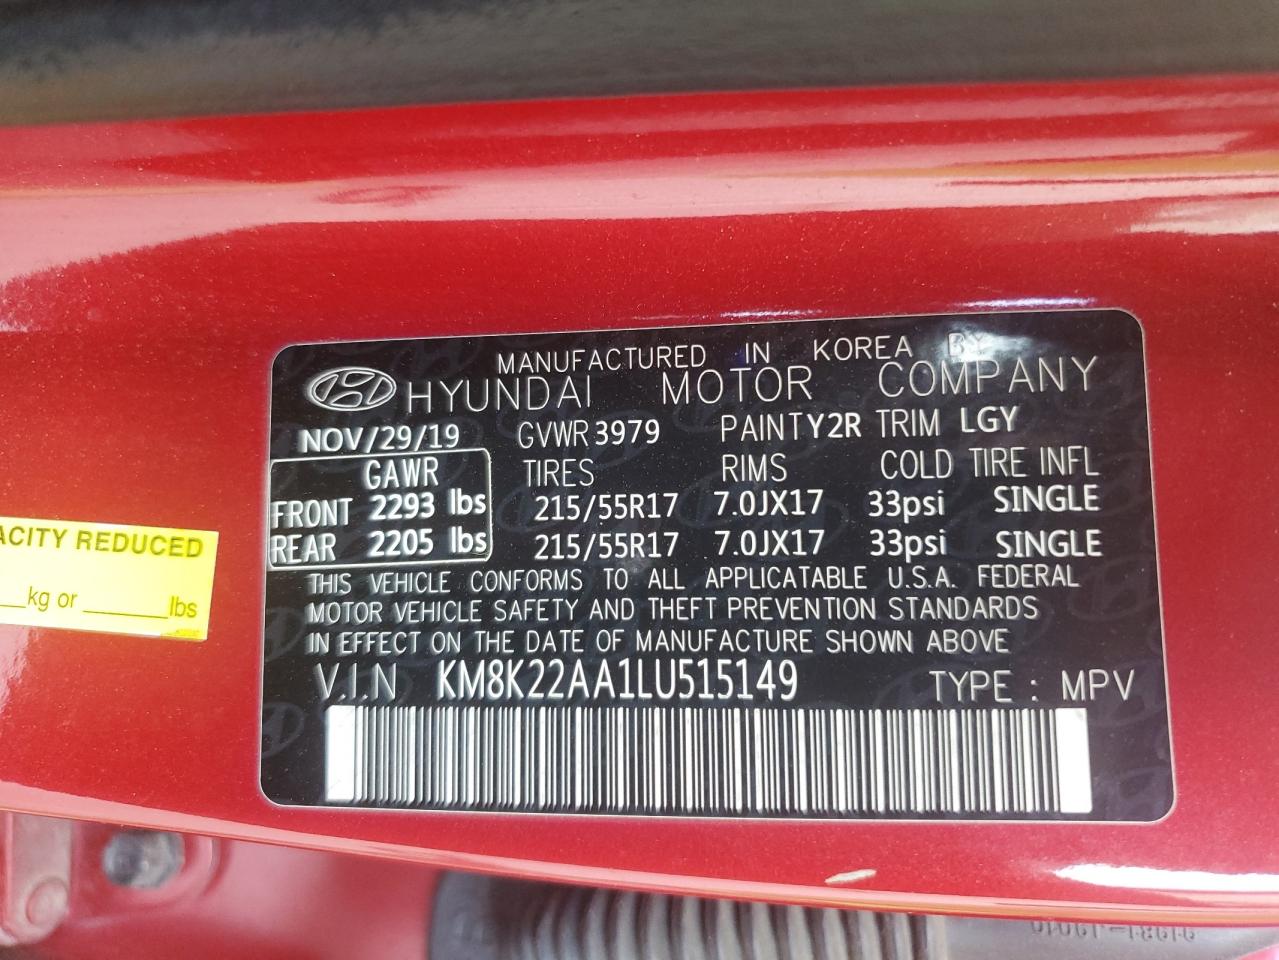 MANUFACTURED IN KOREA BY
HYUNDAI MOTOR COMPANY
NOV/29/19 GVWR 3979 PAINT Y2R TRIM LGY
GAWR TIRES RIMS COLD TIRE INFL
FRONT 2293 lbs 215/55R17 7.0JX17 33psi SINGLE
REAR 2205 lbs 215/55R17 7.0JX17 33psi SINGLE
THIS VEHICLE CONFORMS TO ALL APPLICATABLE U.S.A. FEDERAL
MOTOR VEHICLE SAFETY AND THEFT PREVENTION STANDARDS
IN EFFECT ON THE DATE OF MANUFACTURE SHOWN ABOVE
V.I.N KM8K22AA1LU515149 TYPE : MPV
ACITY REDUCED
___kg or ________lbs